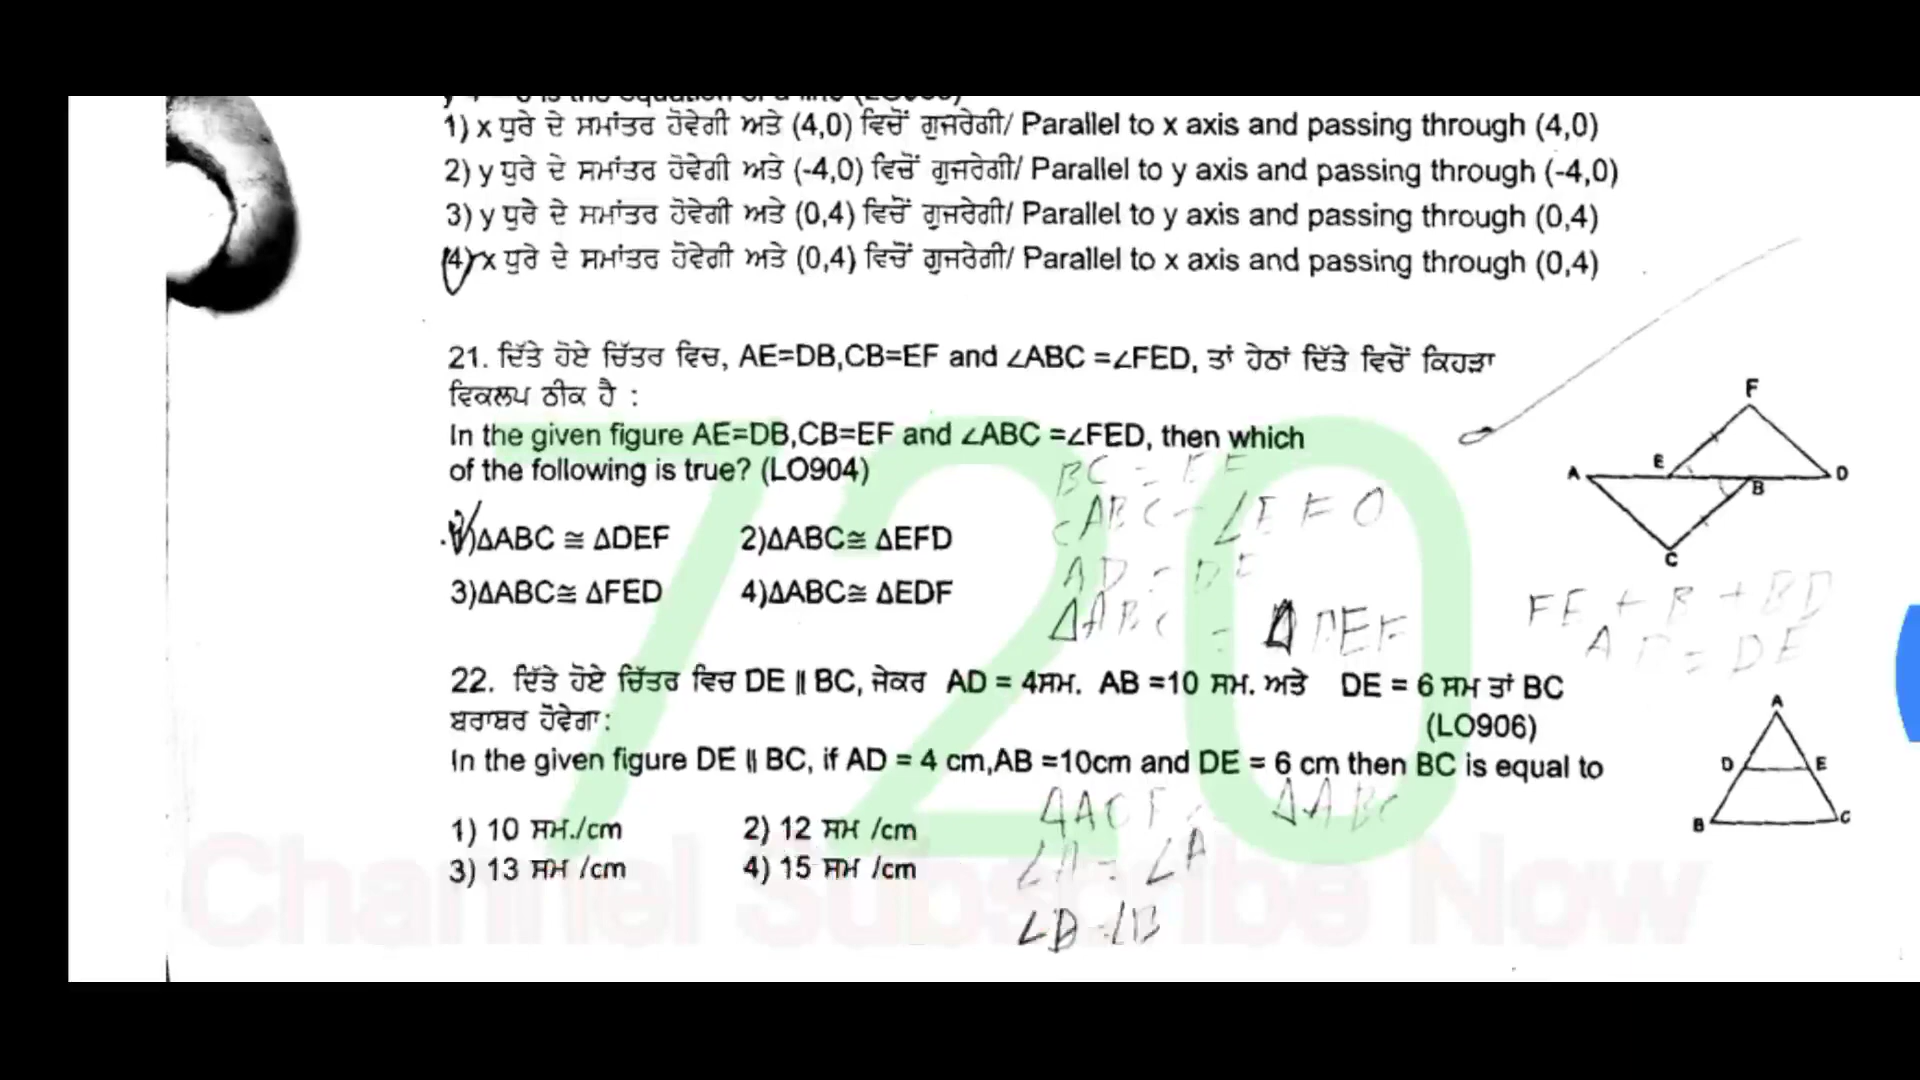 1) x ਧੁਰੇ ਦੇ ਸਮਾਂਤਰ ਹੋਵੇਗੀ ਅਤੇ (4,0) ਵਿਚੋਂ ਗੁਜਰੇਗੀ/ Parallel to x axis and passing through (4,0)
2) y ਧੁਰੇ ਦੇ ਸਮਾਂਤਰ ਹੋਵੇਗੀ ਅਤੇ (-4,0) ਵਿਚੋਂ ਗੁਜਰੇਗੀ/ Parallel to y axis and passing through (-4,0)
3) y ਧੁਰੇ ਦੇ ਸਮਾਂਤਰ ਹੋਵੇਗੀ ਅਤੇ (0,4) ਵਿਚੋਂ ਗੁਜਰੇਗੀ/ Parallel to y axis and passing through (0,4)
(4) x ਧੁਰੇ ਦੇ ਸਮਾਂਤਰ ਹੋਵੇਗੀ ਅਤੇ (0,4) ਵਿਚੋਂ ਗੁਜਰੇਗੀ/ Parallel to x axis and passing through (0,4)
21. ਦਿੱਤੇ ਹੋਏ ਚਿੱਤਰ ਵਿਚ, AE=DB,CB=EF and ∠ABC =∠FED, ਤਾਂ ਹੇਠਾਂ ਦਿੱਤੇ ਵਿਚੋਂ ਕਿਹੜਾ
ਵਿਕਲਪ ਠੀਕ ਹੈ :
In the given figure AE=DB,CB=EF and ∠ABC =∠FED, then which
of the following is true? (LO904)
F
A E B D
C
BC = EF
ΔABC ≅ ΔDEF 2)ΔABC≅ ΔEFD
3)ΔABC≅ ΔFED 4)ΔABC≅ ΔEDF
ΔABC = ΔDEF
22. ਦਿੱਤੇ ਹੋਏ ਚਿੱਤਰ ਵਿਚ DE ∥ BC, ਜੇਕਰ AD = 4ਸਮ. AB =10 ਸਮ. ਅਤੇ DE = 6 ਸਮ ਤਾਂ BC
ਬਰਾਬਰ ਹੋਵੇਗਾ: (LO906)
In the given figure DE ∥ BC, if AD = 4 cm,AB =10cm and DE = 6 cm then BC is equal to
A
D E
B C
1) 10 ਸਮ./cm 2) 12 ਸਮ /cm
3) 13 ਸਮ /cm 4) 15 ਸਮ /cm
∠A = ∠A
∠D = ∠B
720
Channel Subscribe Now